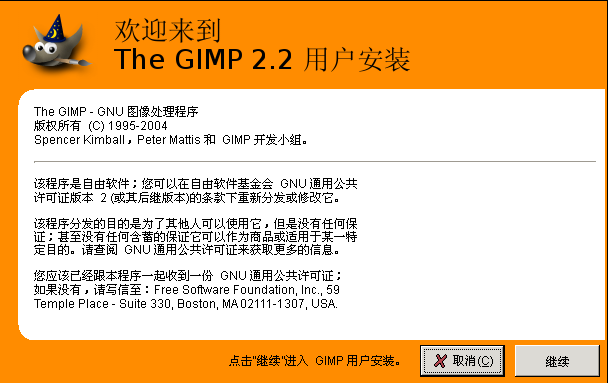 欢迎来到
The GIMP 2.2 用户安装
The GIMP - GNU 图像处理程序
版权所有 (C) 1995-2004
Spencer Kimball，Peter Mattis 和 GIMP 开发小组。
该程序是自由软件；您可以在自由软件基金会 GNU 通用公共
许可证版本 2 (或其后继版本)的条款下重新分发或修改它。
该程序分发的目的是为了其他人可以使用它，但是没有任何保
证；甚至没有任何含蓄的保证它可以作为商品或适用于某一特
定目的。请查阅 GNU 通用公共许可证来获取更多的信息。
您应该已经跟本程序一起收到一份 GNU 通用公共许可证；
如果没有，请写信至：Free Software Foundation, Inc., 59
Temple Place - Suite 330, Boston, MA 02111-1307, USA.
点击"继续"进入 GIMP 用户安装。
取消(C)
继续